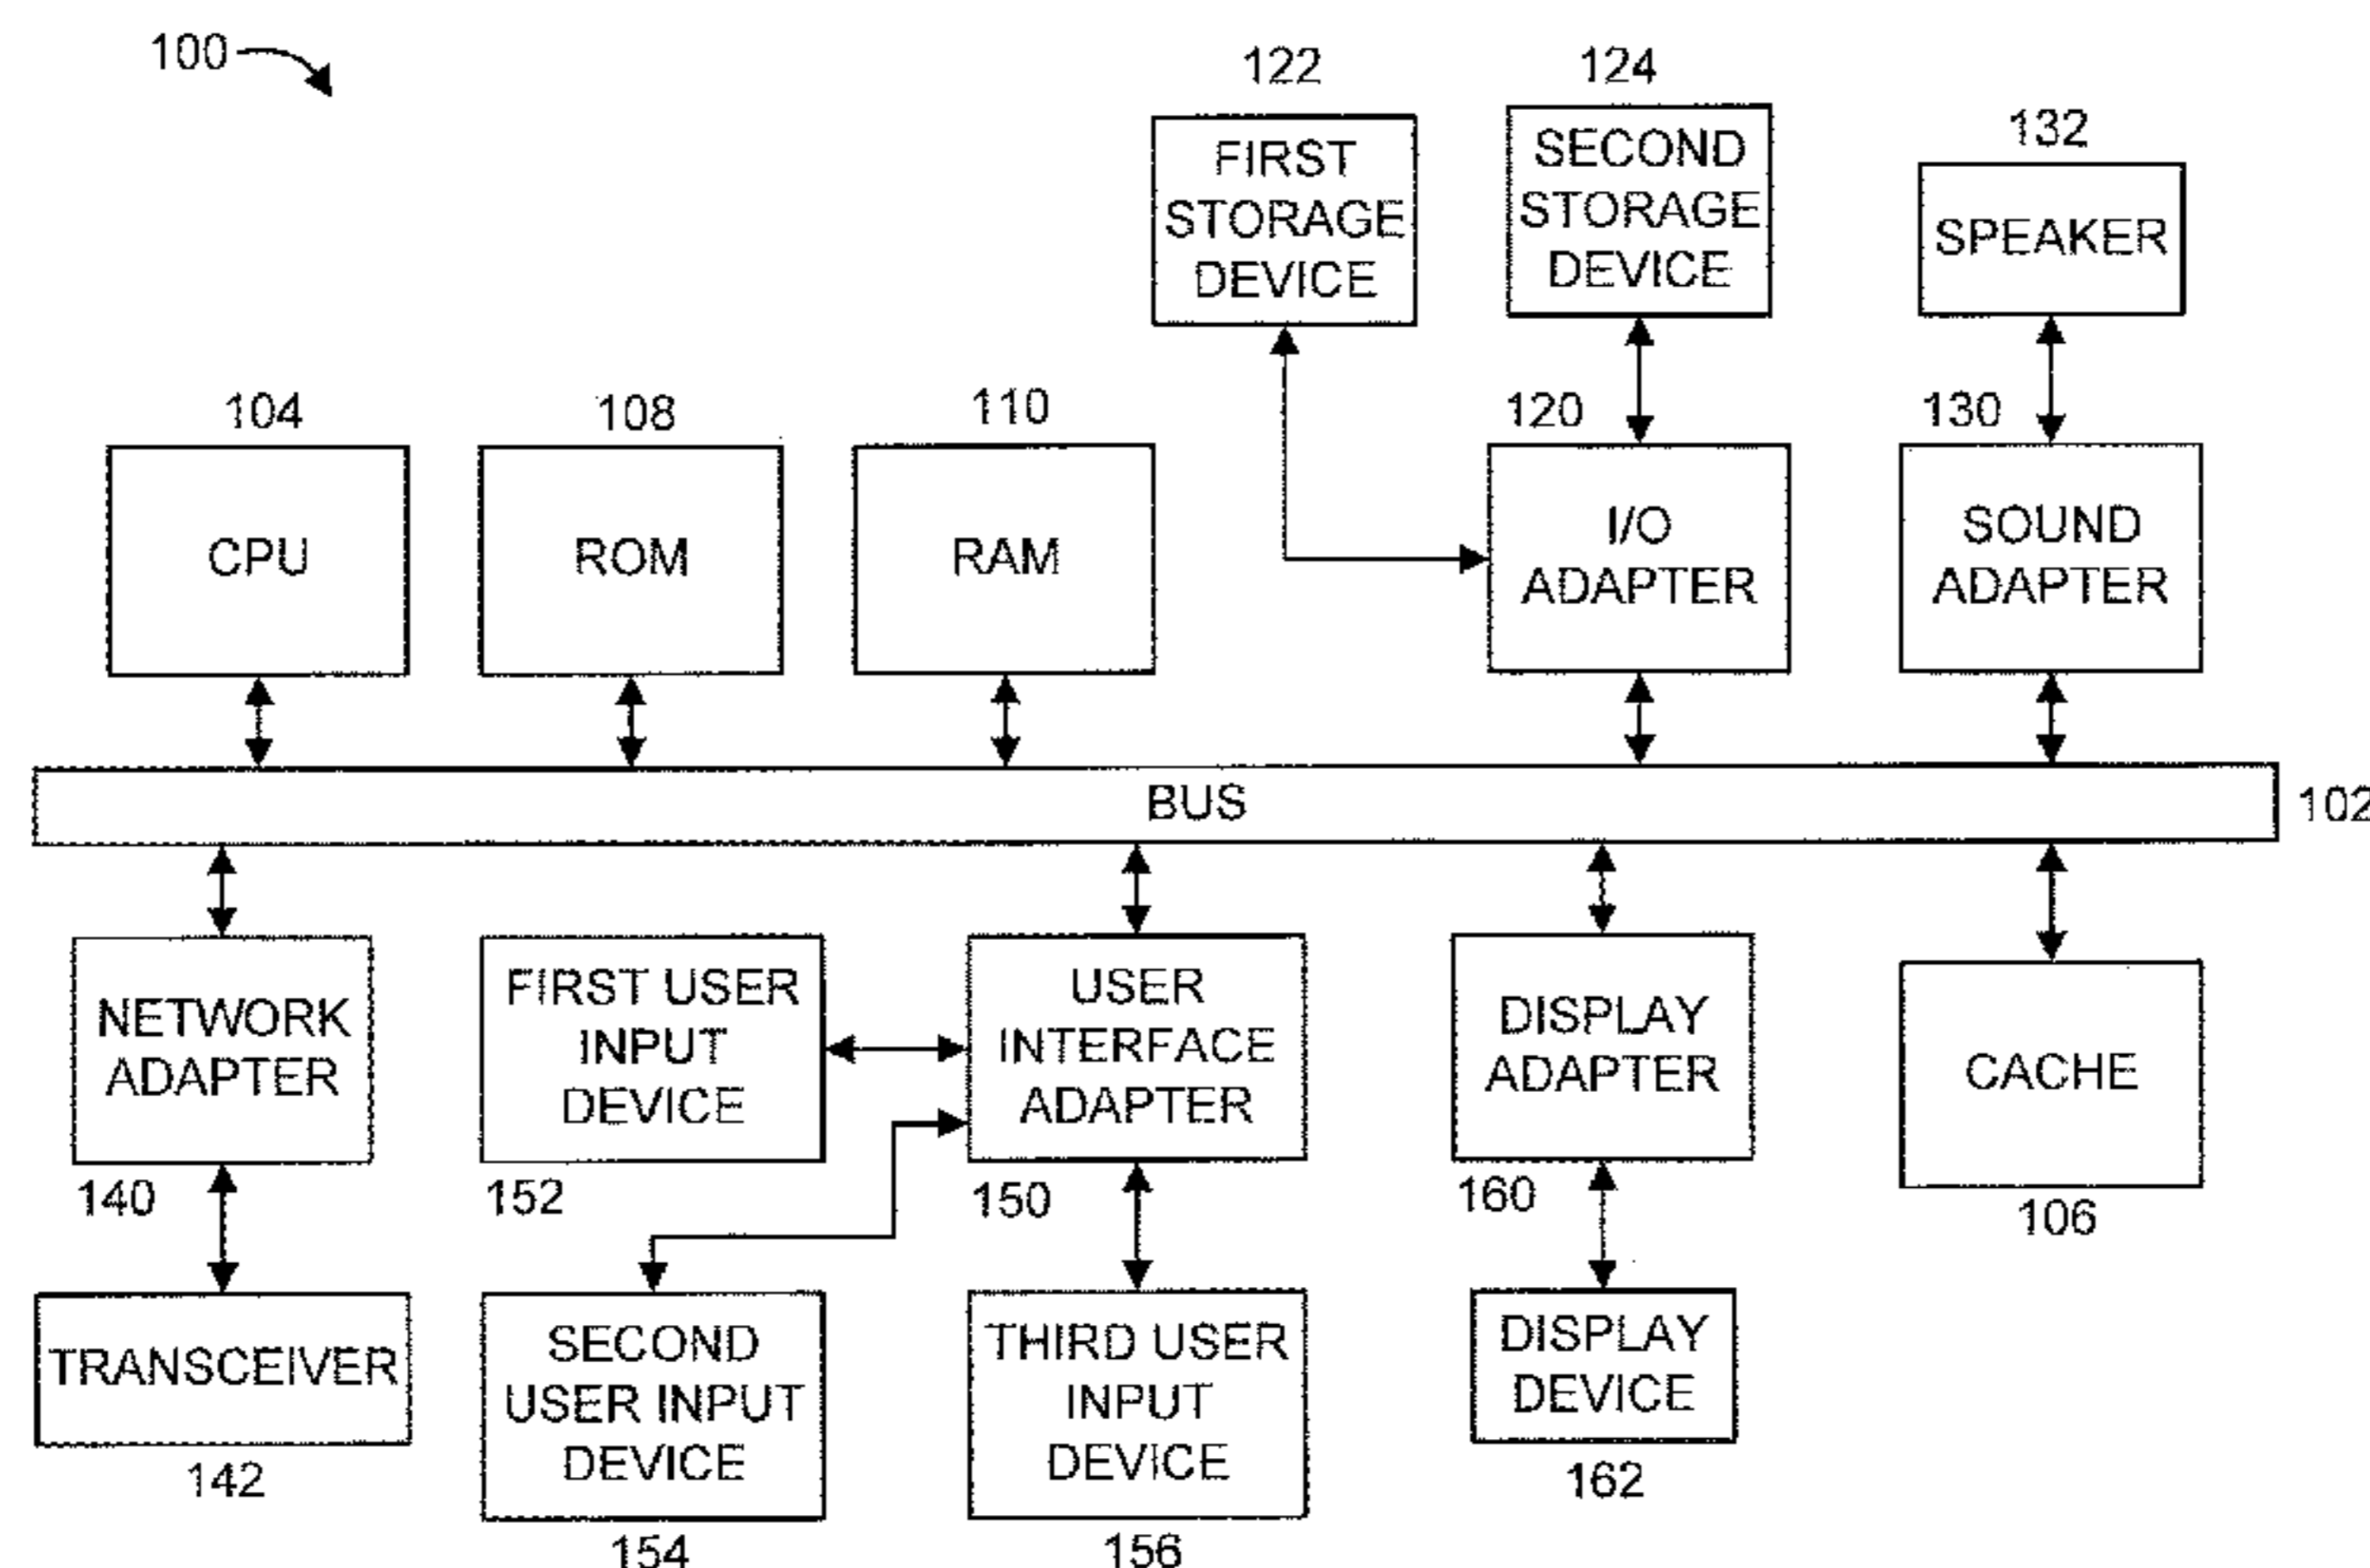 100
122
124
132
FIRST
STORAGE
DEVICE
SECOND
STORAGE
DEVICE
SPEAKER
104
108
110
120
130
CPU
ROM
RAM
I/O
ADAPTER
SOUND
ADAPTER
BUS
102
NETWORK
ADAPTER
FIRST USER
INPUT
DEVICE
USER
INTERFACE
ADAPTER
DISPLAY
ADAPTER
CACHE
140
152
150
160
106
TRANSCEIVER
SECOND
USER INPUT
DEVICE
THIRD USER
INPUT
DEVICE
DISPLAY
DEVICE
142
154
156
162